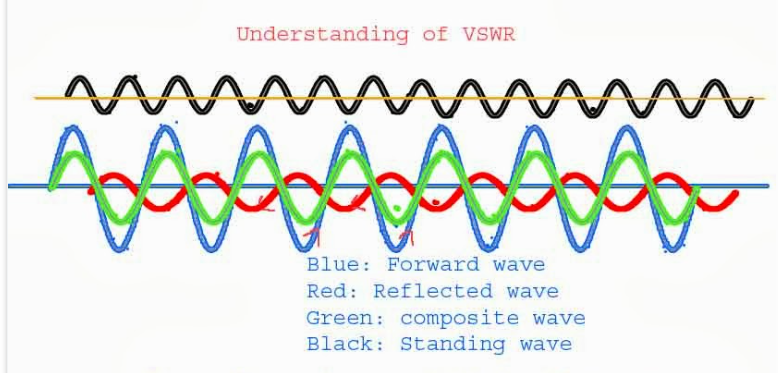 Understanding of VSWR
Blue: Forward wave
Red: Reflected wave
Green: composite wave
Black: Standing wave